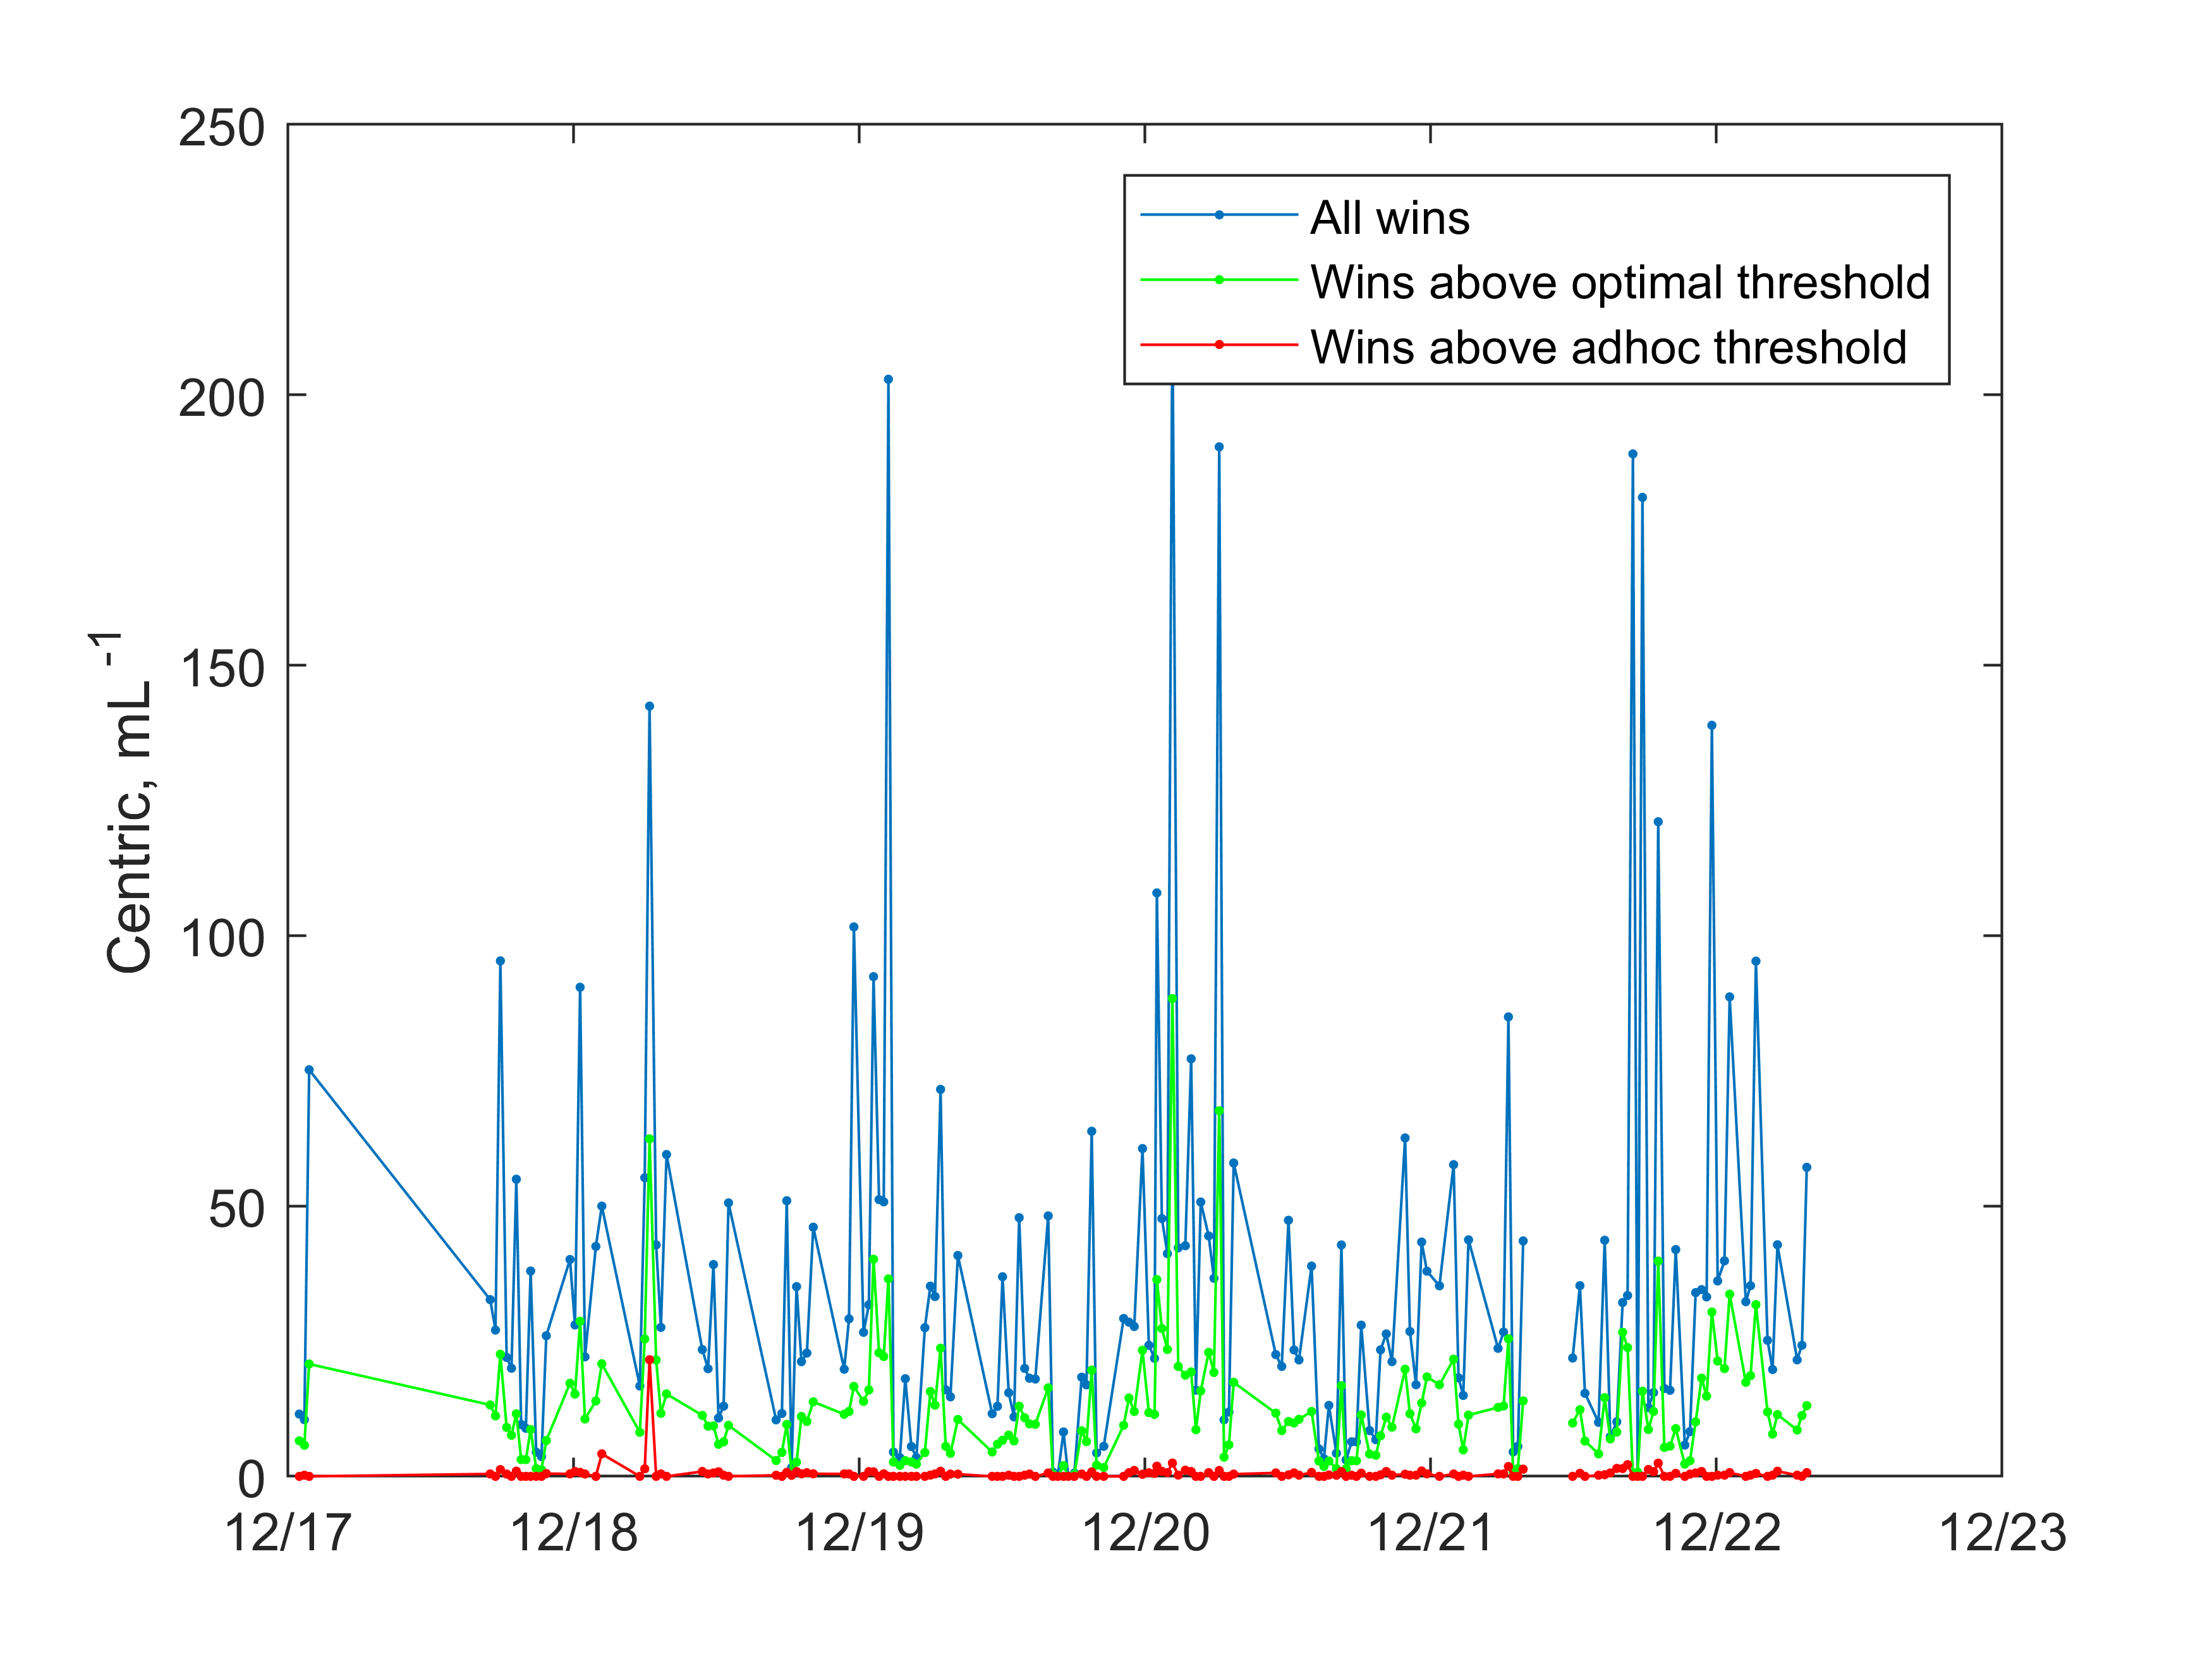 250
200
150
100
50
0
Centric, mL-1
All wins
Wins above optimal threshold
Wins above adhoc threshold
12/17 12/18 12/19 12/20 12/21 12/22 12/23